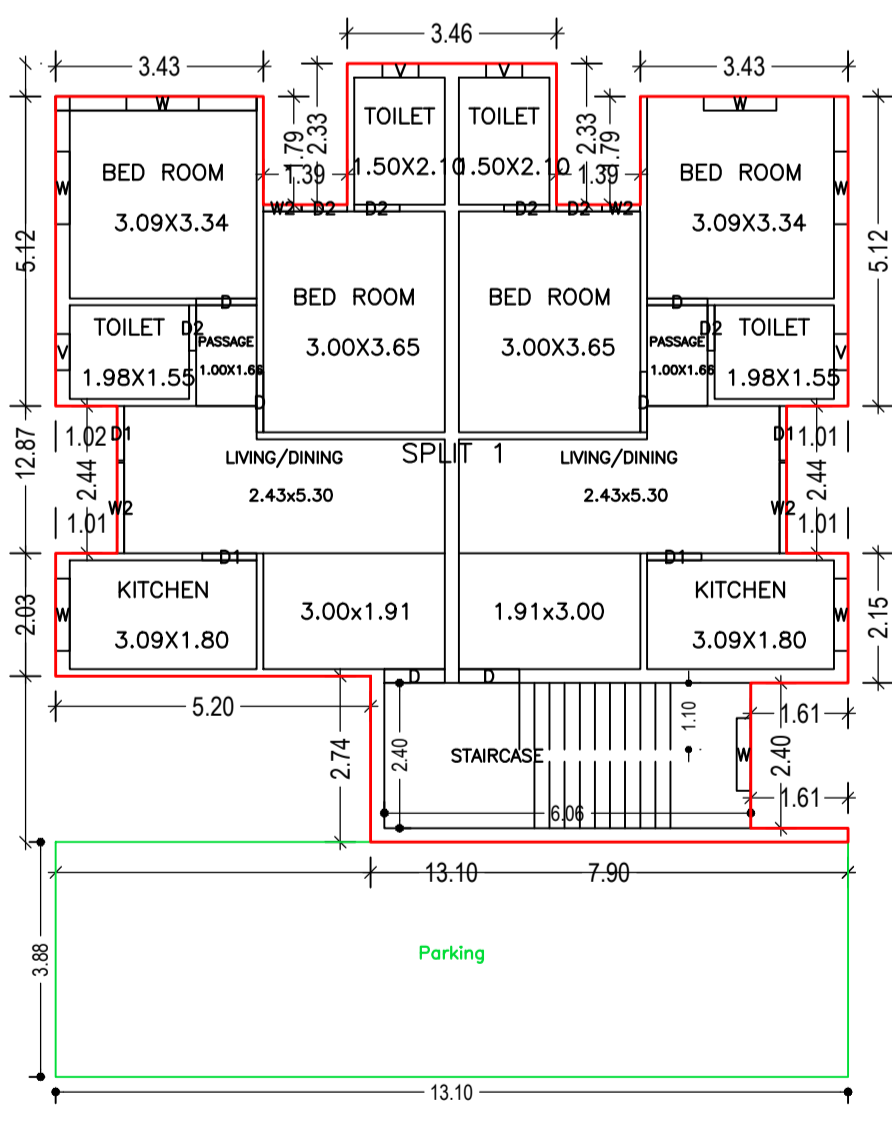 3.46
3.43
3.43
V
V
W
W
TOILET
TOILET
1.79
2.33
2.33
1.79
1.50X2.10
1.50X2.10
1.39
1.39
BED ROOM
BED ROOM
W
W
3.09X3.34
3.09X3.34
W2
D2
D2
D2
D2
W2
5.12
5.12
BED ROOM
BED ROOM
D
D
TOILET
D2
PASSAGE
3.00X3.65
3.00X3.65
PASSAGE
D2
TOILET
V
V
1.98X1.55
1.00X1.66
1.00X1.66
1.98X1.55
D
D
1.02
D1
D1
1.01
12.87
LIVING/DINING
SPLIT 1
LIVING/DINING
2.44
2.44
2.43x5.30
2.43x5.30
W2
W2
1.01
1.01
D1
D1
KITCHEN
KITCHEN
2.03
W
3.00x1.91
1.91x3.00
W
2.15
3.09X1.80
3.09X1.80
D
D
5.20
1.10
1.61
2.74
2.40
STAIRCASE
W
2.40
1.61
6.06
13.10
7.90
3.88
Parking
13.10